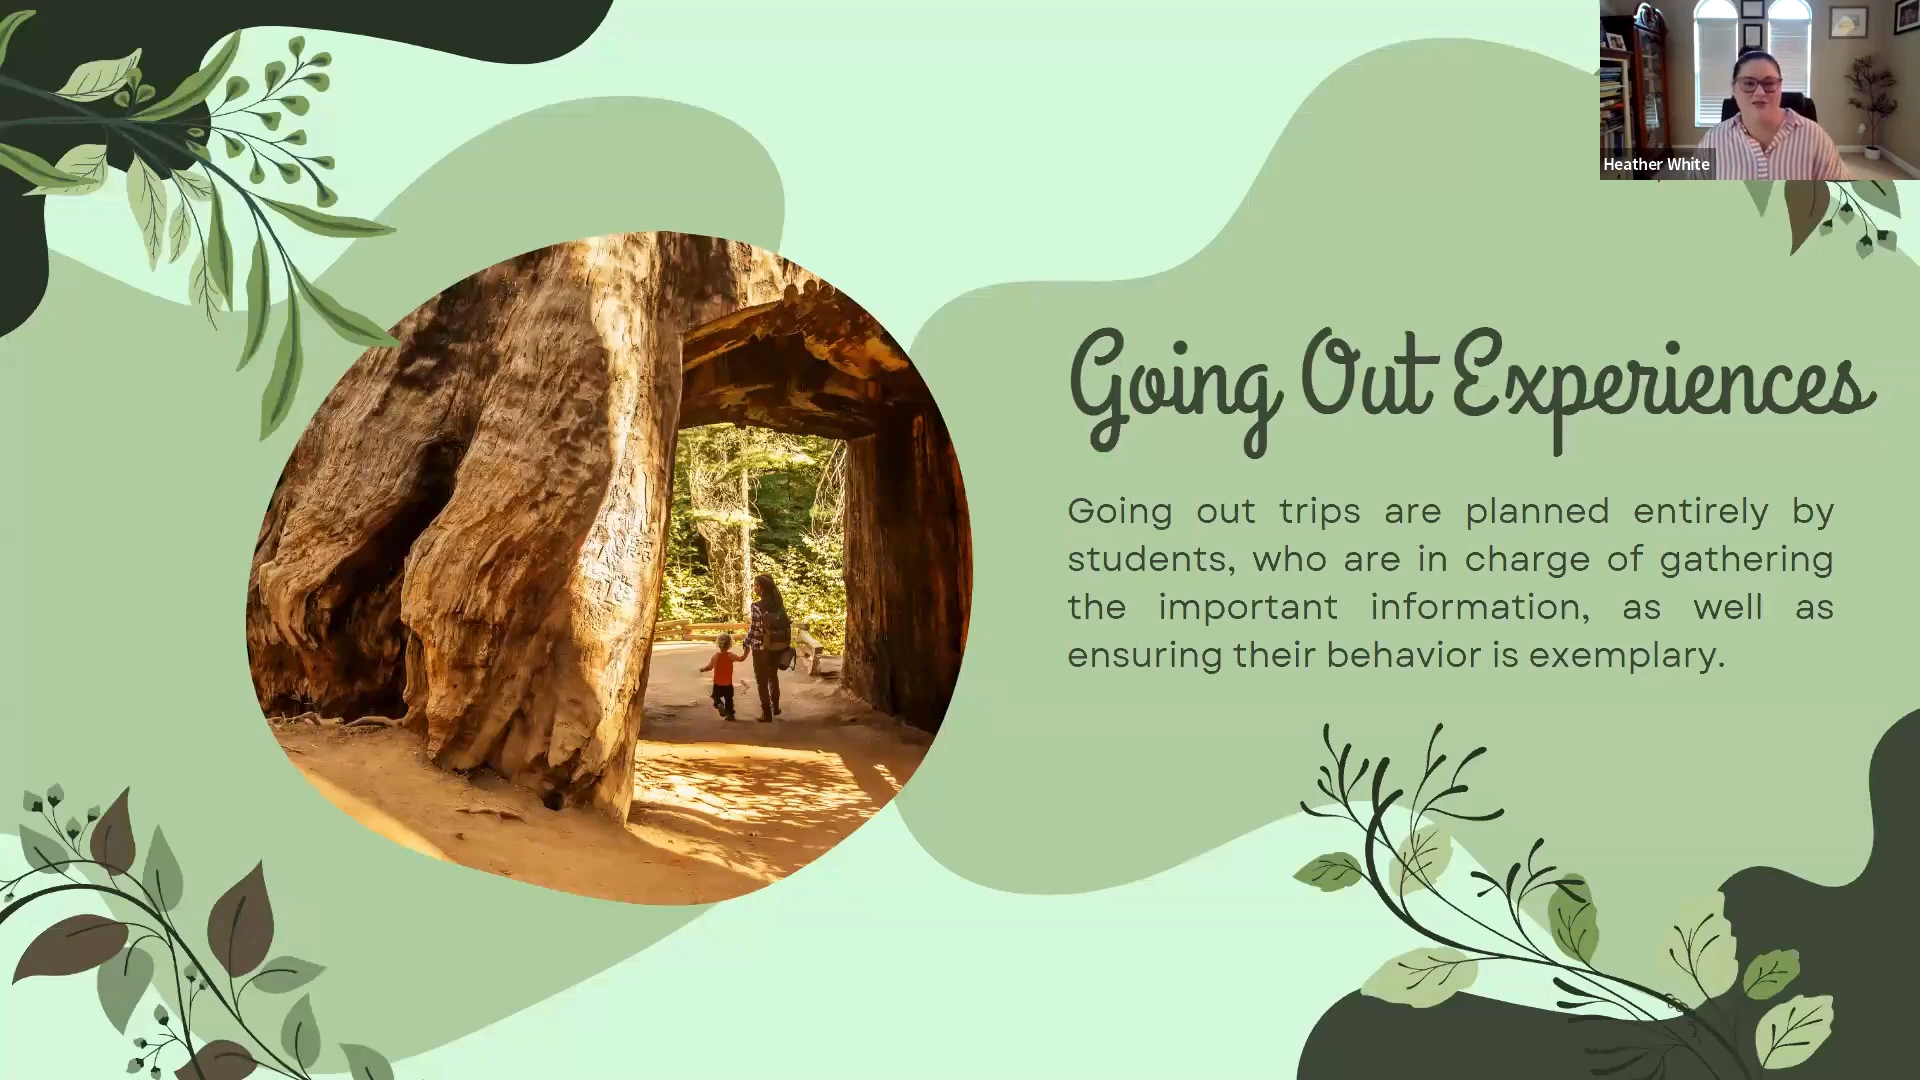 Heather White
Going Out Experiences
Going out trips are planned entirely by
students, who are in charge of gathering
the important information, as well as
ensuring their behavior is exemplary.